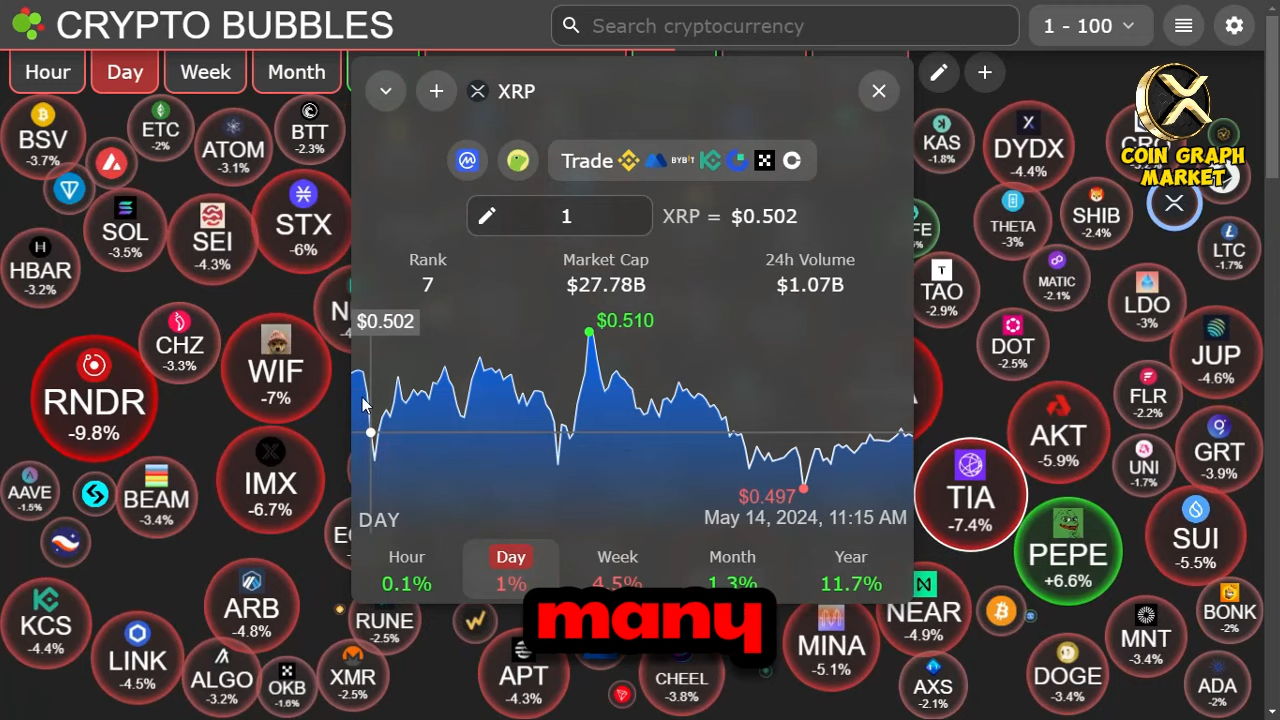 CRYPTO BUBBLES
Search cryptocurrency
1 - 100
Hour
Day
Week
Month
XRP
Trade
BYBIT
1
XRP = $0.502
Rank
Market Cap
24h Volume
7
$27.78B
$1.07B
$0.502
$0.510
$0.497
DAY
May 14, 2024, 11:15 AM
Hour
Day
Week
Month
Year
0.1%
1%
4.5%
1.3%
11.7%
many
COIN GRAPH
MARKET
BSV
-3.7%
ETC
-2%
ATOM
-3.1%
BTT
-2.3%
SOL
-3.5%
SEI
-4.3%
STX
-6%
HBAR
-3.2%
CHZ
-3.3%
WIF
-7%
RNDR
-9.8%
IMX
-6.7%
AAVE
-1.5%
BEAM
-3.4%
KCS
-4.4%
ARB
-4.8%
LINK
-4.5%
ALGO
-3.2%
OKB
-1.6%
XMR
-2.5%
RUNE
-2.5%
APT
-4.3%
CHEEL
-3.8%
MINA
-5.1%
NEAR
-4.9%
AXS
-2.1%
DOGE
-3.4%
MNT
-3.4%
BONK
-2%
ADA
-2%
PEPE
+6.6%
SUI
-5.5%
TIA
-7.4%
AKT
-5.9%
UNI
-1.7%
GRT
-3.9%
FLR
-2.2%
JUP
-4.6%
DOT
-2.5%
LDO
-3%
MATIC
-2.1%
TAO
-2.9%
THETA
-3%
SHIB
-2.4%
LTC
-1.7%
KAS
-1.8%
DYDX
-4.4%